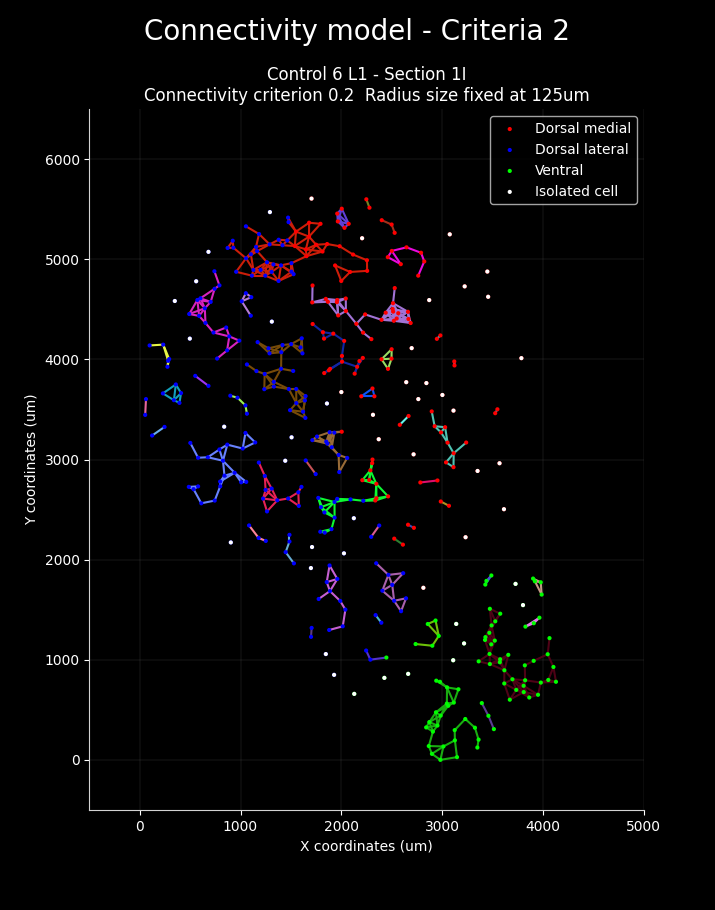 Connectivity model - Criteria 2
Control 6 L1 - Section 1I
Connectivity criterion 0.2  Radius size fixed at 125um
Dorsal medial
Dorsal lateral
Ventral
Isolated cell
6000
5000
4000
3000
2000
1000
0
Y coordinates (um)
0 1000 2000 3000 4000 5000
X coordinates (um)